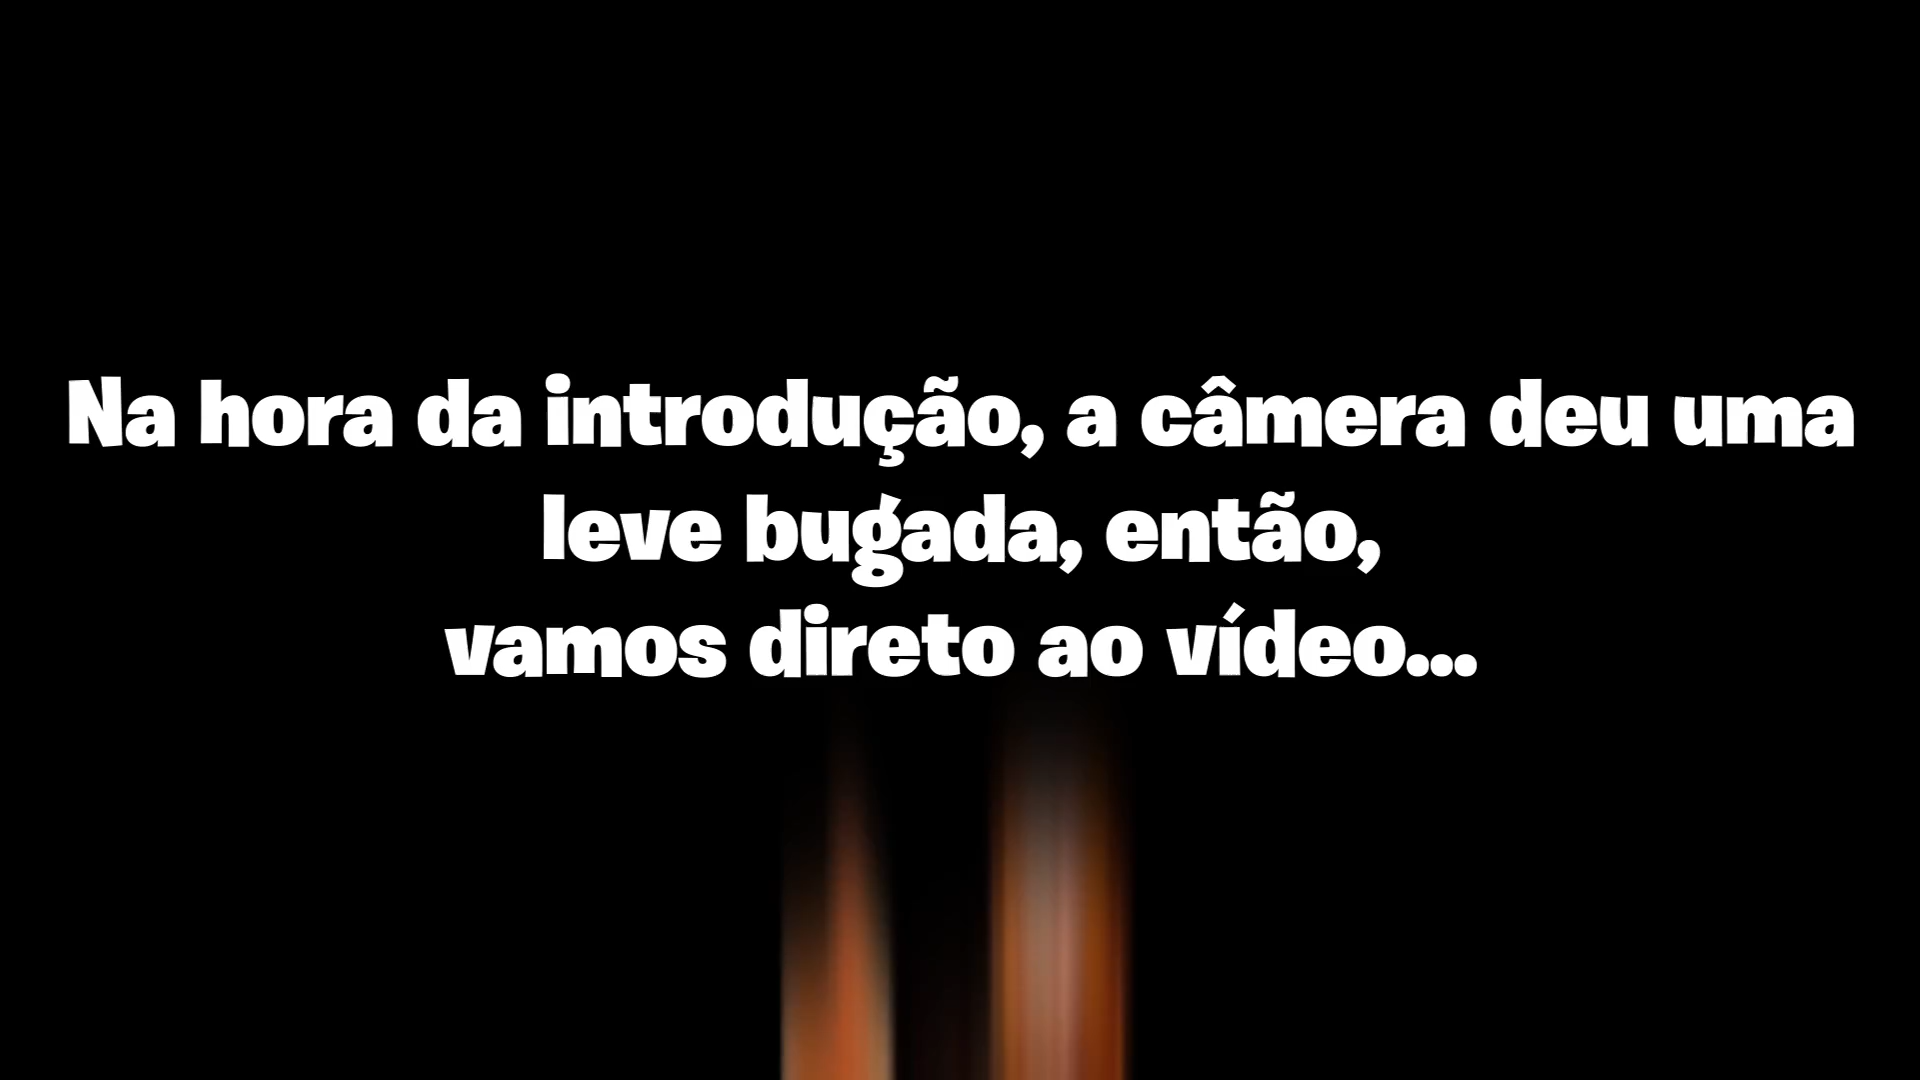 Na hora da introdução, a câmera deu uma
leve bugada, então,
vamos direto ao vídeo...